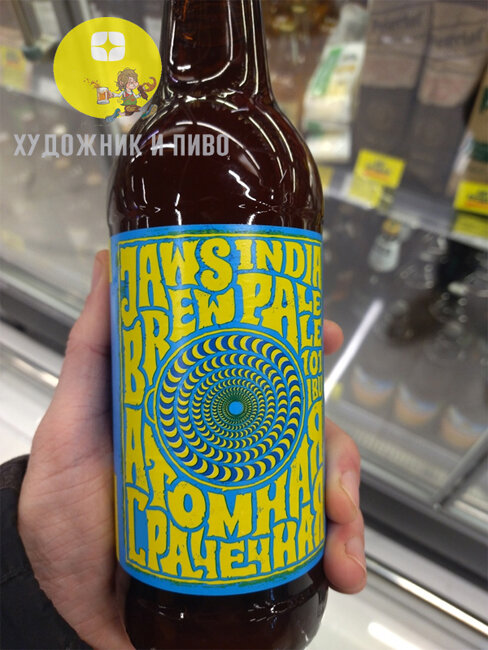 ХУДОЖНИК И ПИВО
JAWS INDIA
BREW PALE
ALE
101
IBU
АТОМНАЯ
ПРАЧЕЧНАЯ